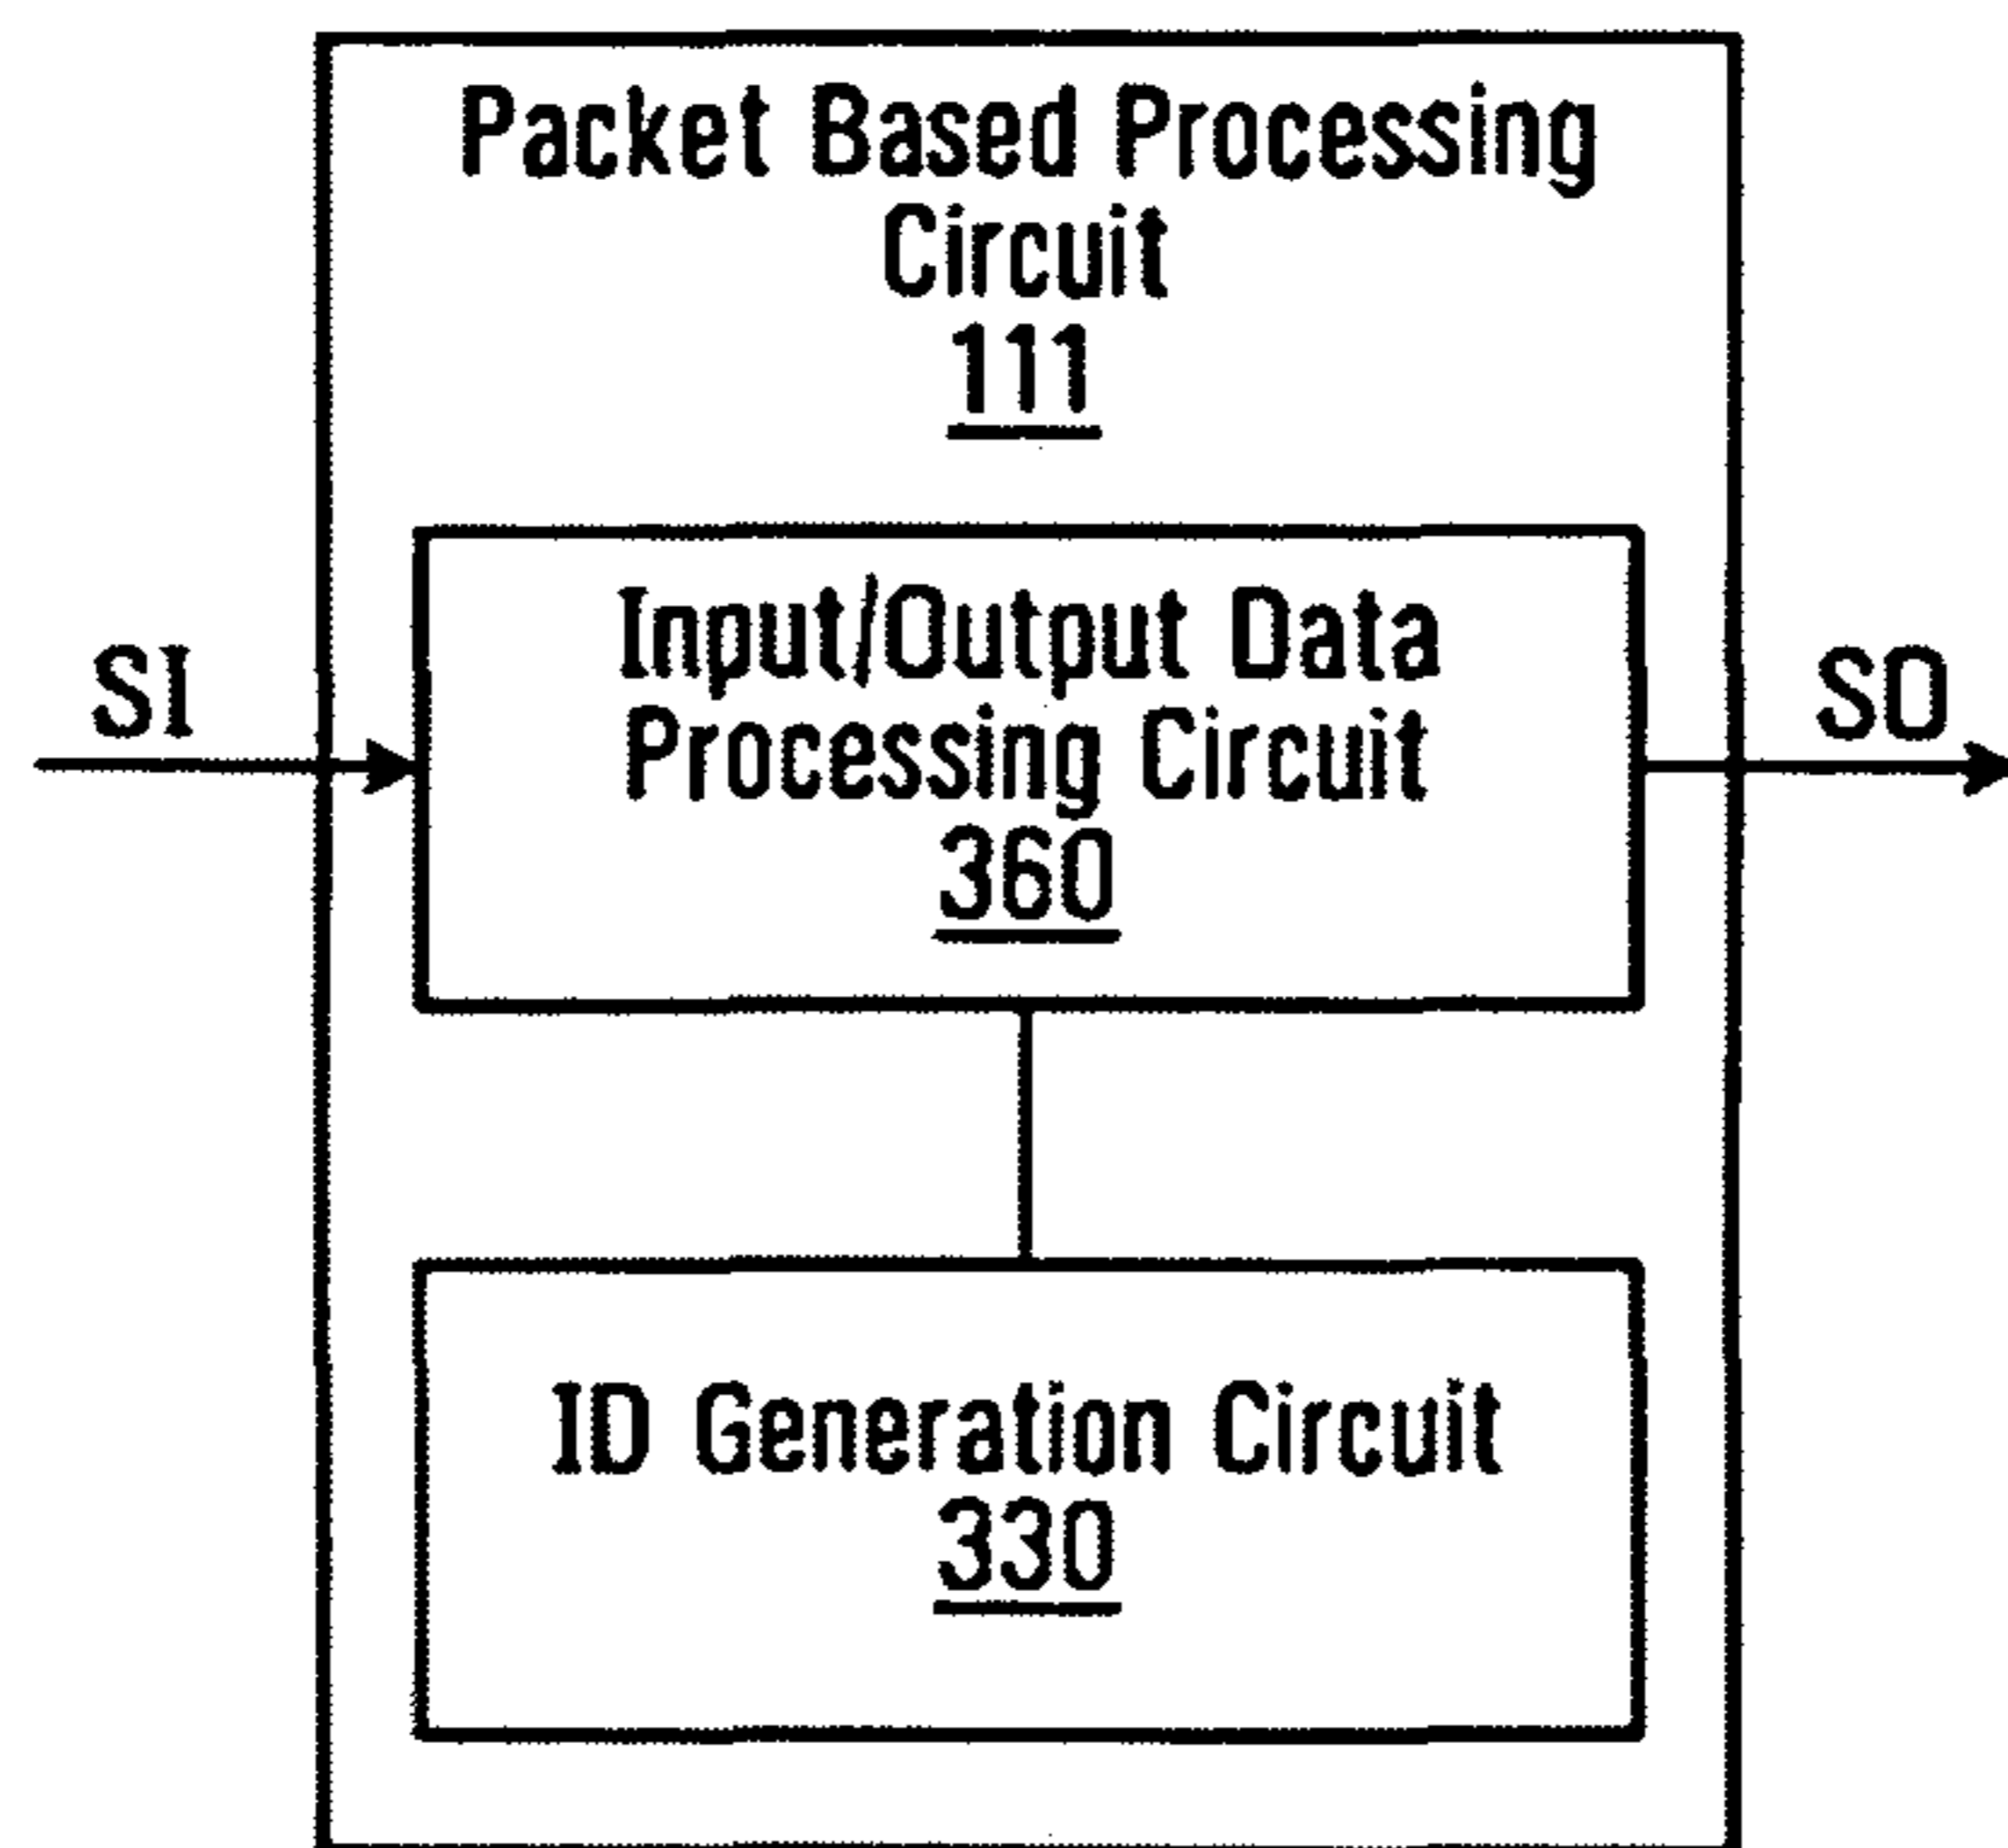 Packet Based Processing
Circuit
111
Input/Output Data
Processing Circuit
360
SI
SO
ID Generation Circuit
330